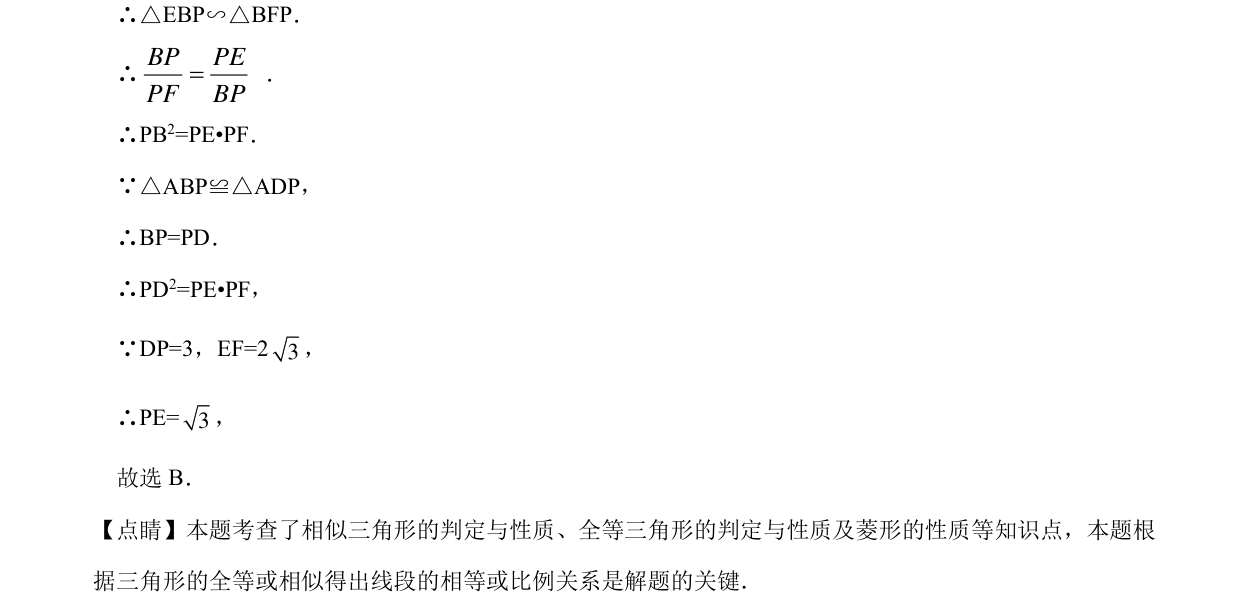 ∴△EBP∽△BFP．
∴BP/PF=PE/BP ．
∴PB²=PE•PF．
∵△ABP≌△ADP，
∴BP=PD．
∴PD²=PE•PF，
∵DP=3，EF=2√3，
∴PE=√3，
故选 B．
【点睛】本题考查了相似三角形的判定与性质、全等三角形的判定与性质及菱形的性质等知识点，本题根
据三角形的全等或相似得出线段的相等或比例关系是解题的关键．